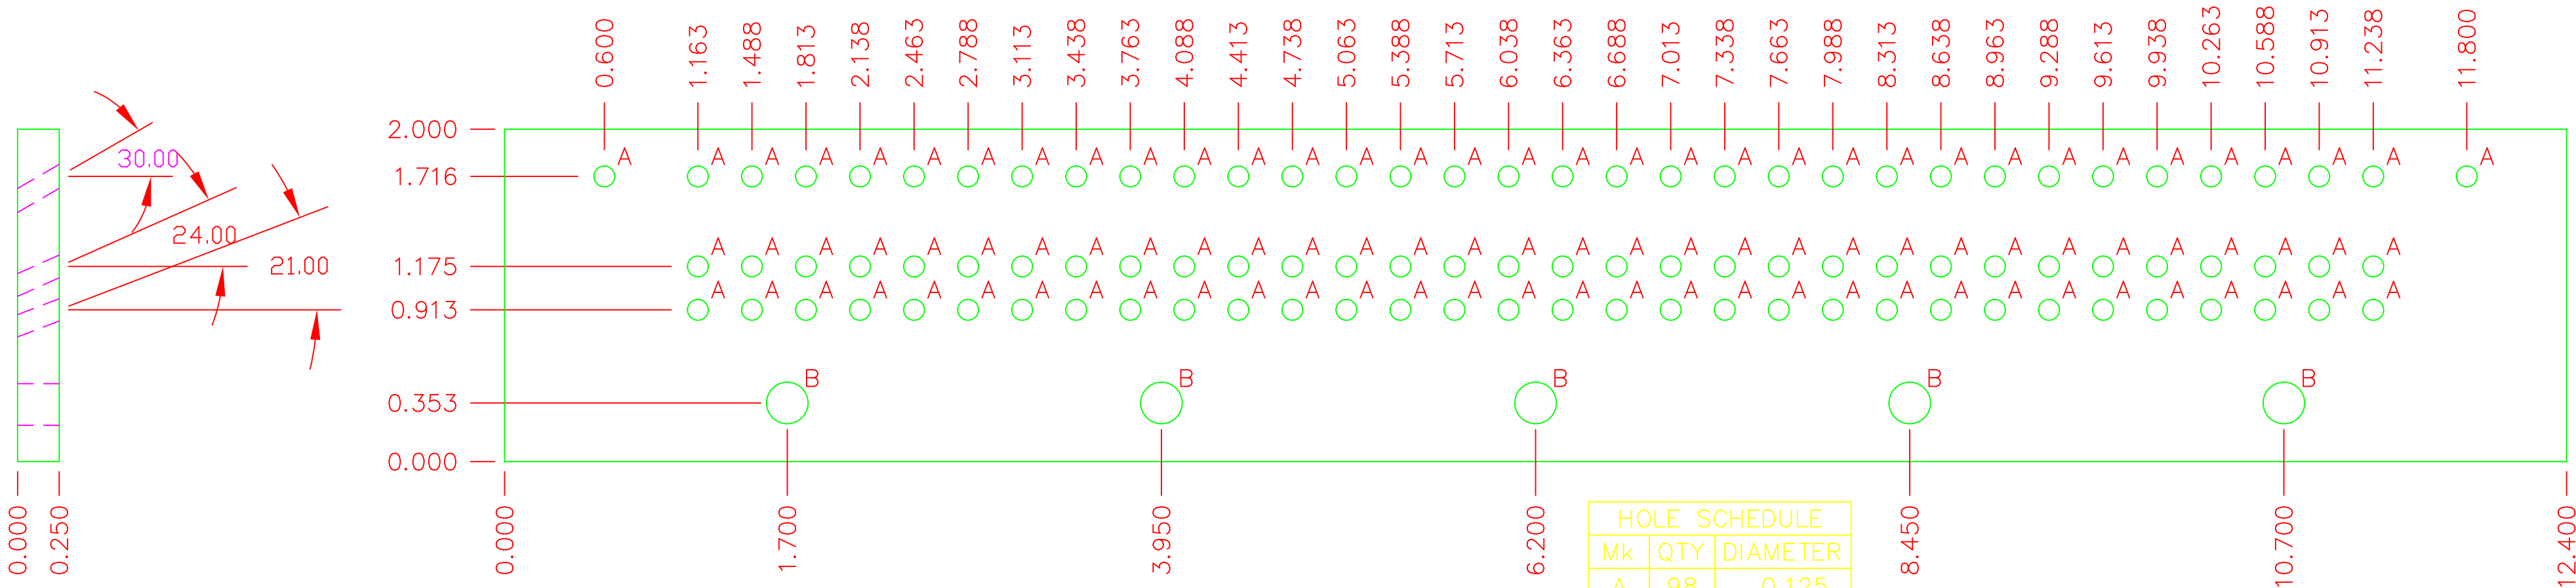 0.600 1.163 1.488 1.813 2.138 2.463 2.788 3.113 3.438 3.763 4.088 4.413 4.738 5.063 5.388 5.713 6.038 6.363 6.688 7.013 7.338 7.663 7.988 8.313 8.638 8.963 9.288 9.613 9.938 10.263 10.588 10.913 11.238 11.800
2.000
30.00
A A A A A A A A A A A A A A A A A A A A A A A A A A A A A A A A A A
1.716
24.00
A A A A A A A A A A A A A A A A A A A A A A A A A A A A A A A A
21.00
1.175
A A A A A A A A A A A A A A A A A A A A A A A A A A A A A A A A
0.913
B B B B B
0.353
0.000
0.000 0.250 0.000 1.700 3.950 6.200 8.450 10.700 12.400
HOLE SCHEDULE
Mk QTY DIAMETER
A 98 0.125